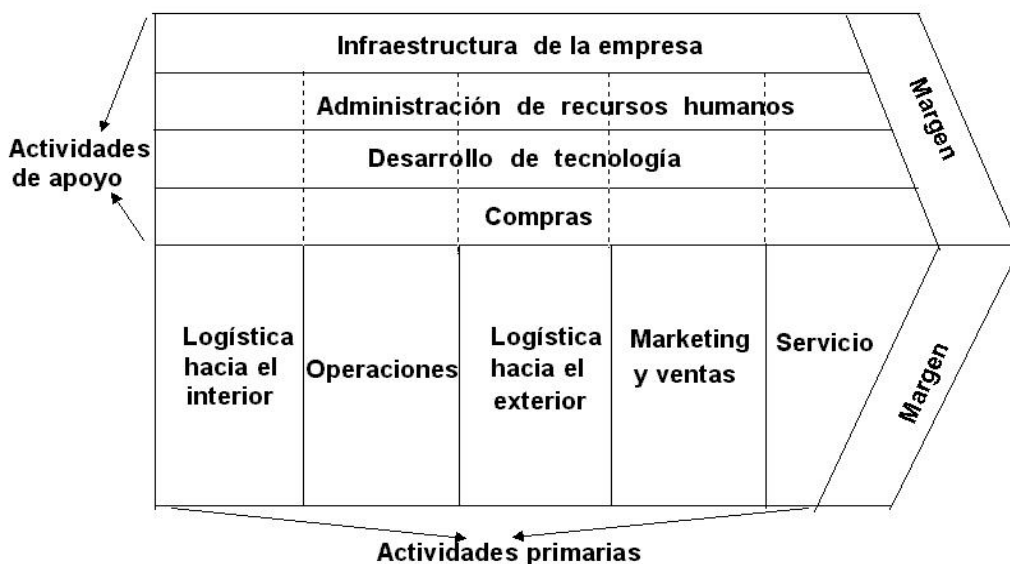 Infraestructura de la empresa
Administración de recursos humanos
Desarrollo de tecnología
Compras
Margen
Actividades
de apoyo
Logística
hacia el
interior
Operaciones
Logística
hacia el
exterior
Marketing
y ventas
Servicio
Margen
Actividades primarias